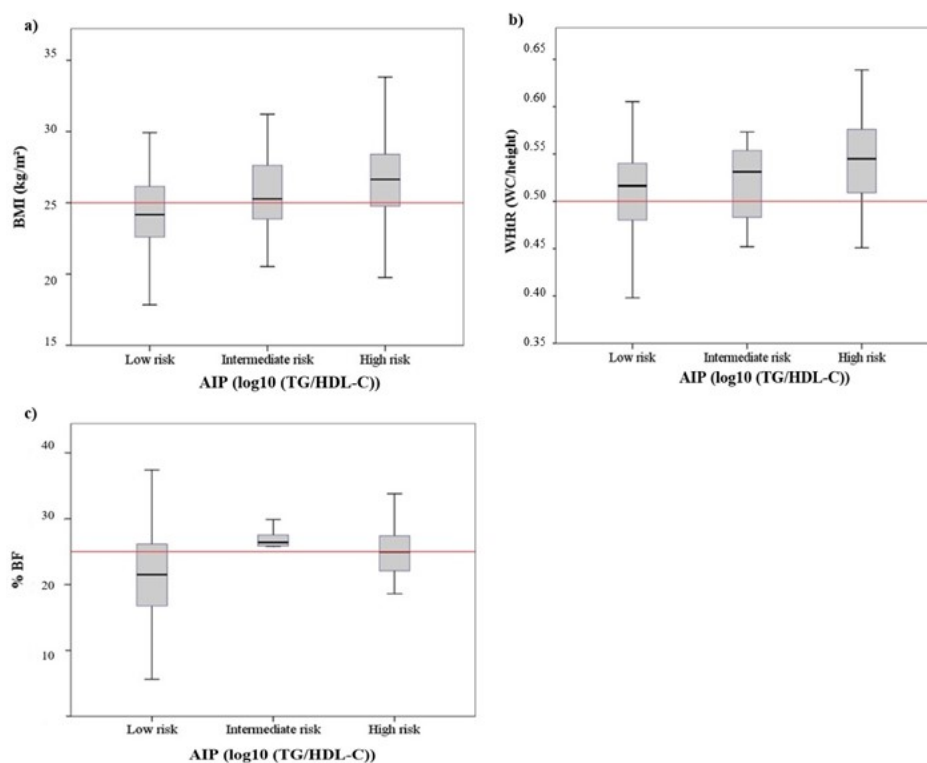 a)
35
30
25
20
15
BMI (kg/m²)
Low risk Intermediate risk High risk
AIP (log10 (TG/HDL-C))
b)
0.65
0.60
0.55
0.50
0.45
0.40
0.35
WHtR (WC/height)
Low risk Intermediate risk High risk
AIP (log10 (TG/HDL-C))
c)
40
30
20
10
% BF
Low risk Intermediate risk High risk
AIP (log10 (TG/HDL-C))